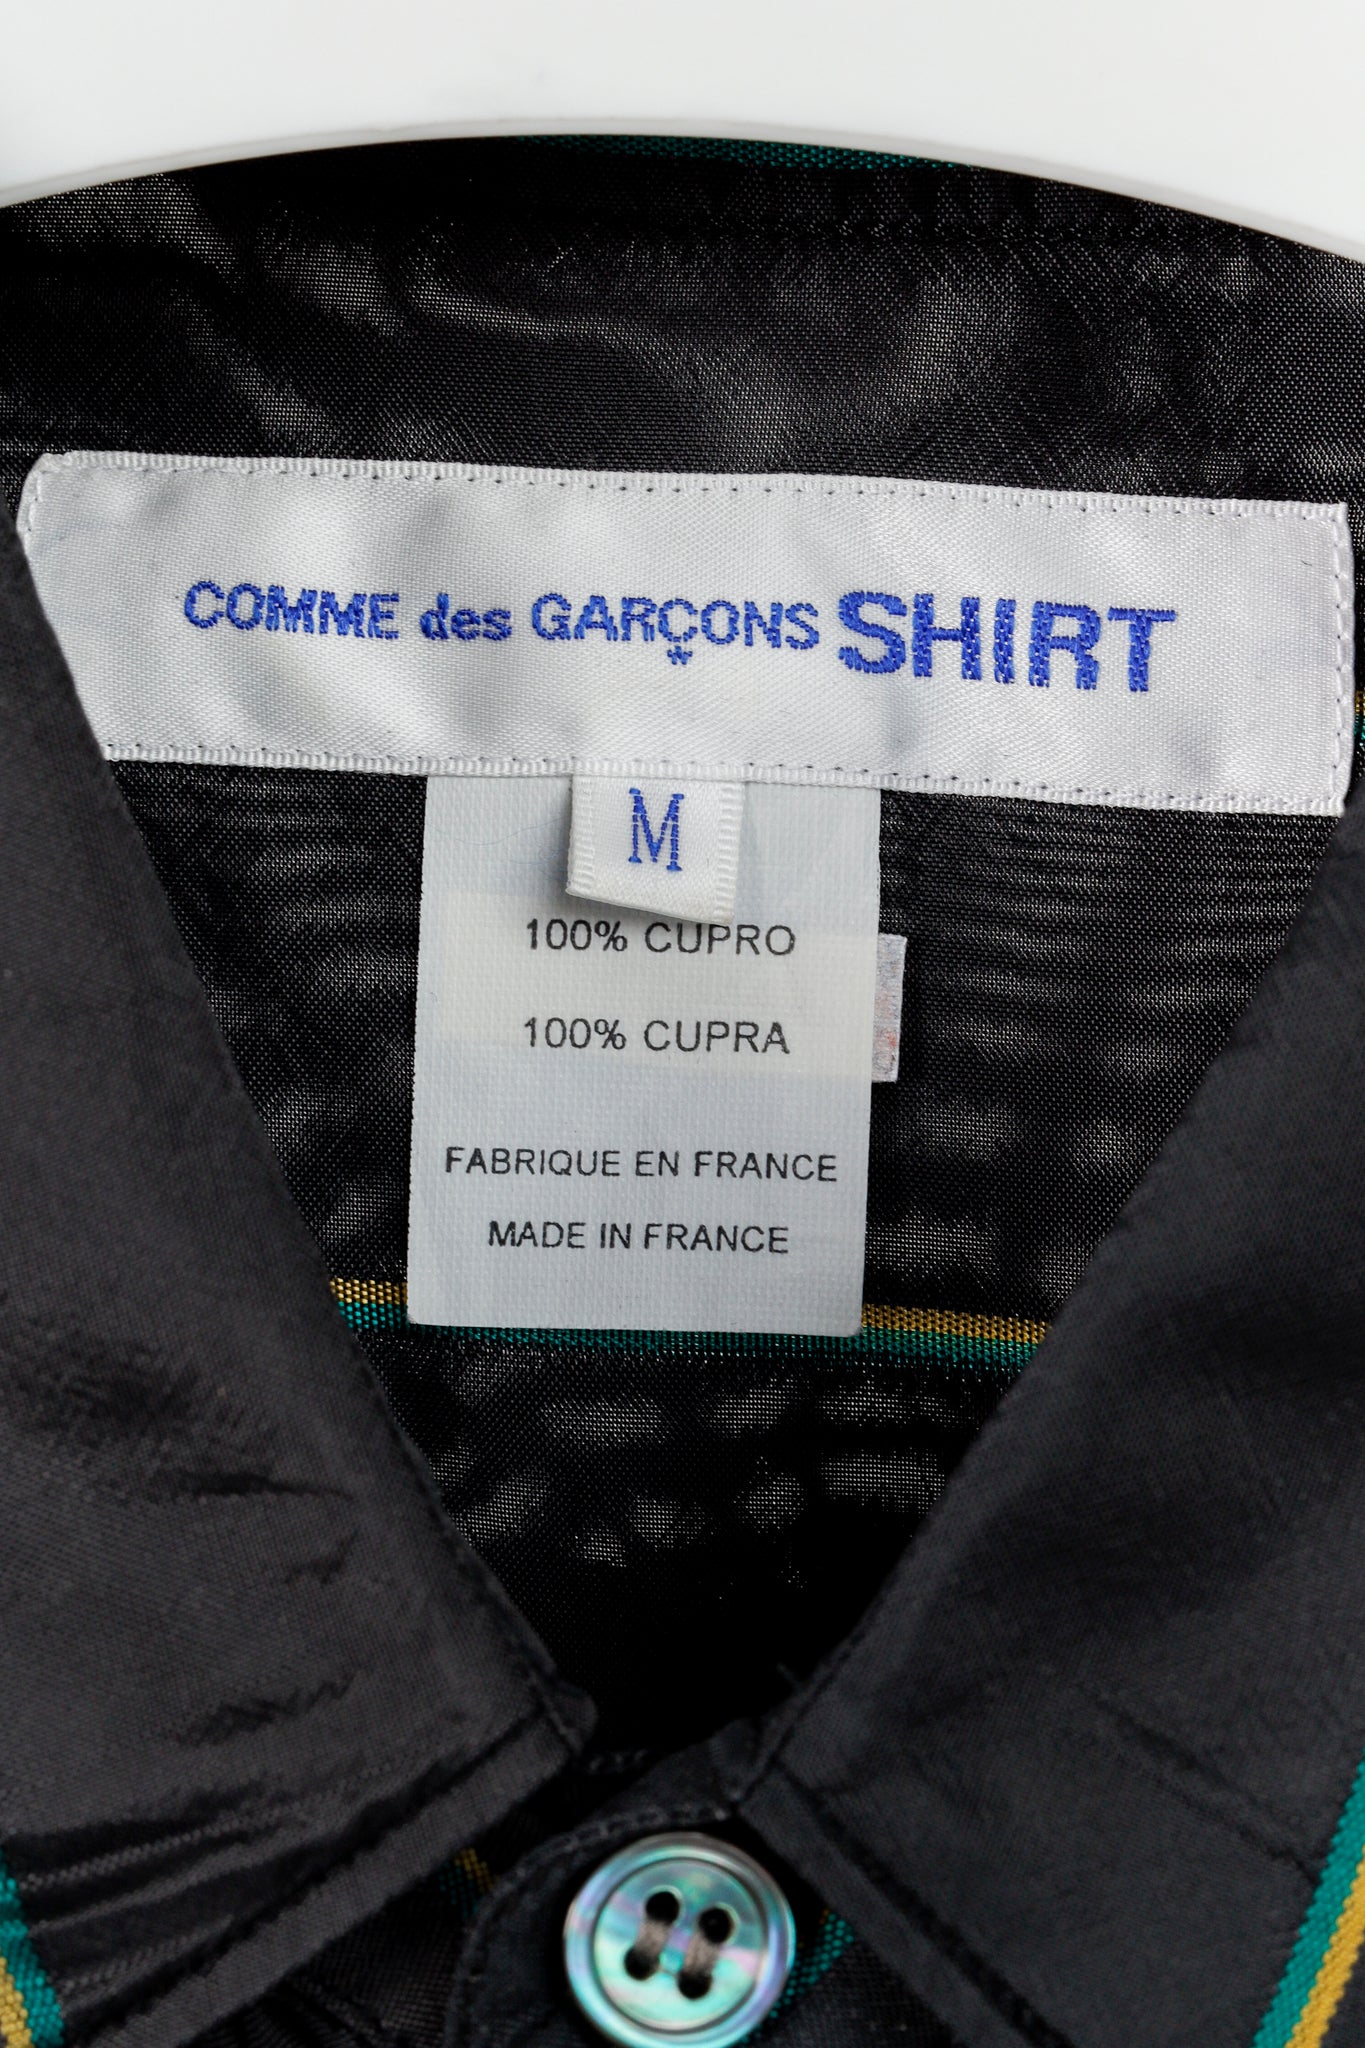 COMME des GARÇONS SHIRT
M
100% CUPRO
100% CUPRA
FABRIQUE EN FRANCE
MADE IN FRANCE